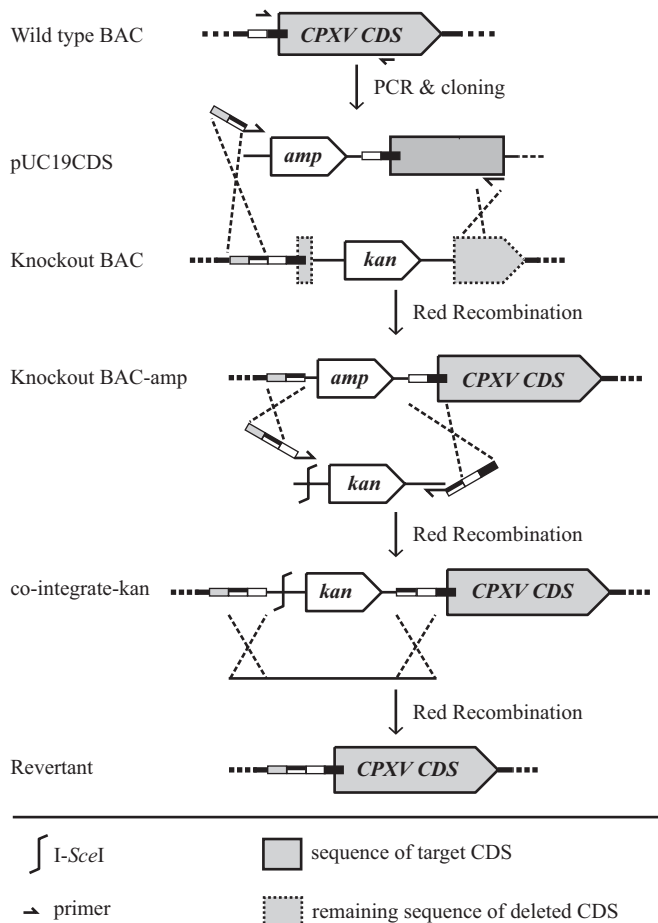 Wild type BAC
CPXV CDS
PCR & cloning
pUC19CDS
amp
Knockout BAC
kan
Red Recombination
Knockout BAC-amp
amp
CPXV CDS
kan
Red Recombination
co-integrate-kan
kan
CPXV CDS
Red Recombination
Revertant
CPXV CDS
I-SceI
sequence of target CDS
primer
remaining sequence of deleted CDS